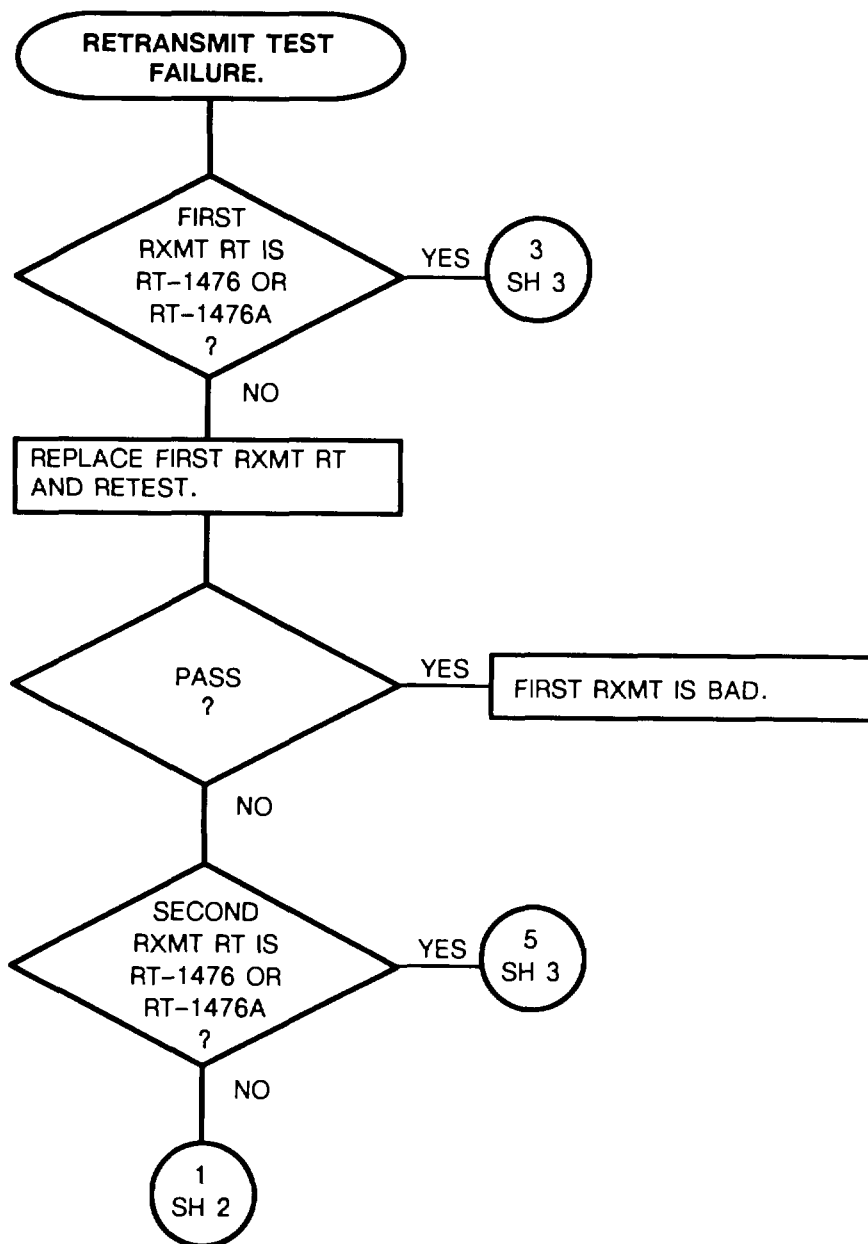 RETRANSMIT TEST
FAILURE.
FIRST
RXMT RT IS
RT-1476 OR
RT-1476A
?
YES
3
SH 3
NO
REPLACE FIRST RXMT RT
AND RETEST.
PASS
?
YES
FIRST RXMT IS BAD.
NO
SECOND
RXMT RT IS
RT-1476 OR
RT-1476A
?
YES
5
SH 3
NO
1
SH 2